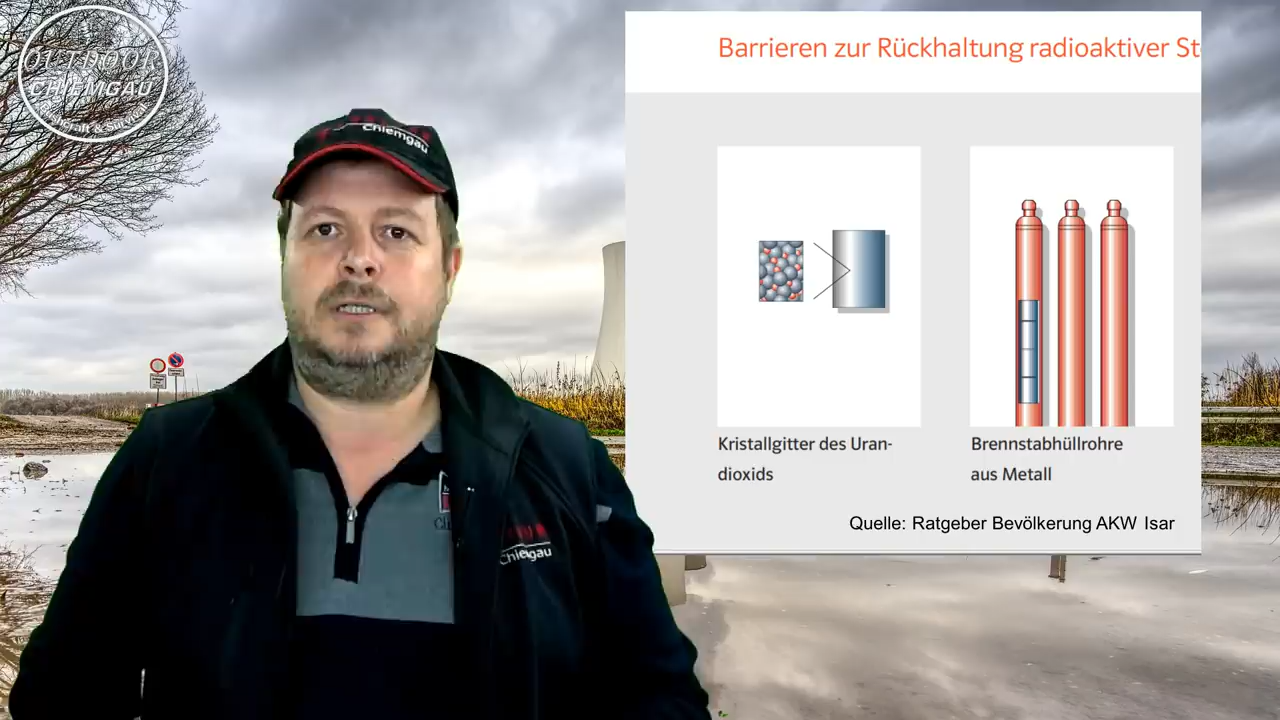 OUTDOOR
CHIEMGAU
Barrieren zur Rückhaltung radioaktiver St
Chiemgau
Kristallgitter des Uran-
dioxids
Brennstabhüllrohre
aus Metall
Quelle: Ratgeber Bevölkerung AKW Isar
Chiemgau